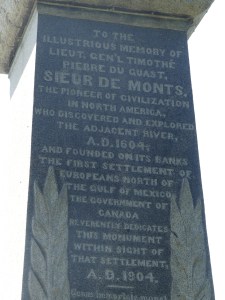 TO THE
ILLUSTRIOUS MEMORY OF
LIEUT. GEN'L TIMOTHÉ
PIERRE DU GUAST,
SIEUR DE MONTS.
THE PIONEER OF CIVILIZATION
IN NORTH AMERICA,
WHO DISCOVERED AND EXPLORED
THE ADJACENT RIVER,
A.D. 1604;
AND FOUNDED ON ITS BANKS
THE FIRST SETTLEMENT OF
EUROPEANS NORTH OF
THE GULF OF MEXICO
THE GOVERNMENT OF
CANADA
REVERENTLY DEDICATES
THIS MONUMENT
WITHIN SIGHT OF
THAT SETTLEMENT,
A.D. 1904.